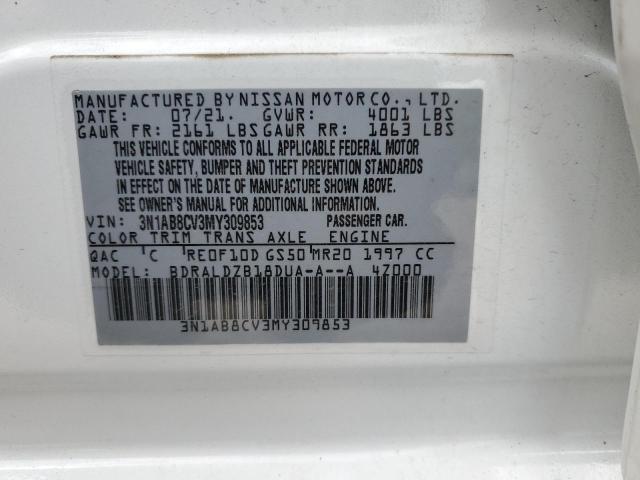 MANUFACTURED BY NISSAN MOTOR CO., LTD.
DATE: 07/21. GVWR: 4001 LBS
GAWR FR: 2161 LBS GAWR RR: 1863 LBS
THIS VEHICLE CONFORMS TO ALL APPLICABLE FEDERAL MOTOR
VEHICLE SAFETY, BUMPER AND THEFT PREVENTION STANDARDS
IN EFFECT ON THE DATE OF MANUFACTURE SHOWN ABOVE.
SEE OWNER'S MANUAL FOR ADDITIONAL INFORMATION.
VIN: 3N1AB8CV3MY309853 PASSENGER CAR.
COLOR TRIM TRANS AXLE ENGINE
QAC C RE0F10D GS50 MR20 1997 CC
MODEL: BDRALDZB18DUA-A--A 4Z000
3N1AB8CV3MY309853